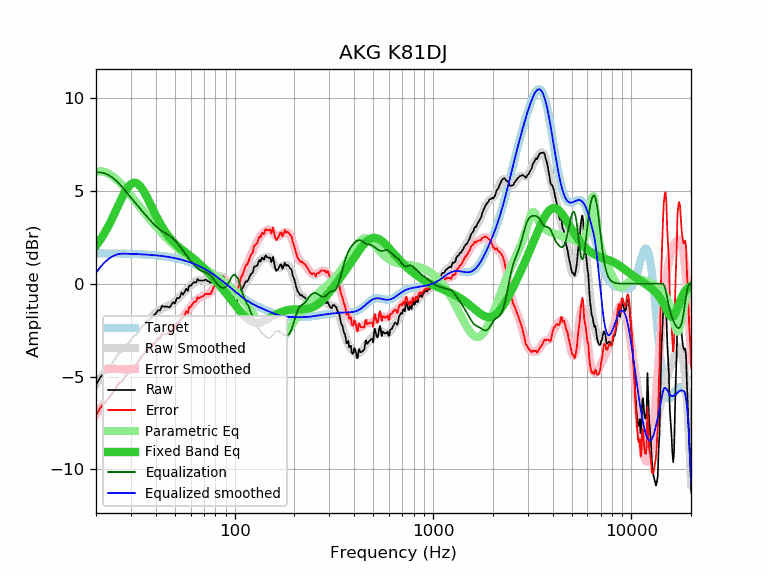 AKG K81DJ
10
5
0
−5
−10
Amplitude (dBr)
Target
Raw Smoothed
Error Smoothed
Raw
Error
Parametric Eq
Fixed Band Eq
Equalization
Equalized smoothed
100 1000 10000
Frequency (Hz)